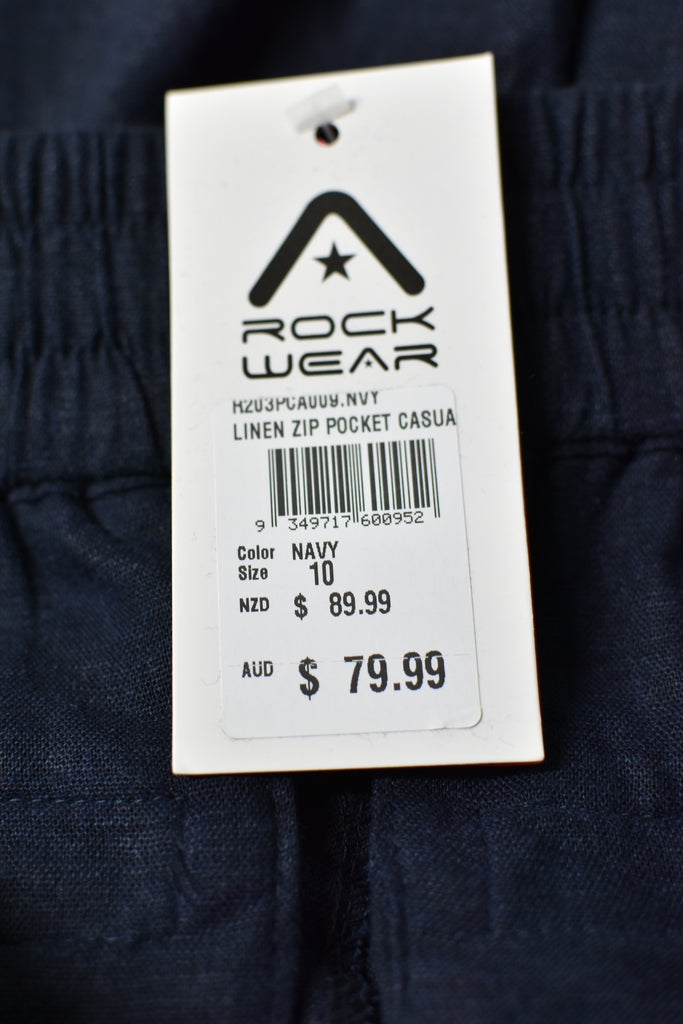 ROCK
WEAR
R203PCA009.NVY
LINEN ZIP POCKET CASUA
9 349717 600952
Color NAVY
Size 10
NZD $ 89.99
AUD $ 79.99